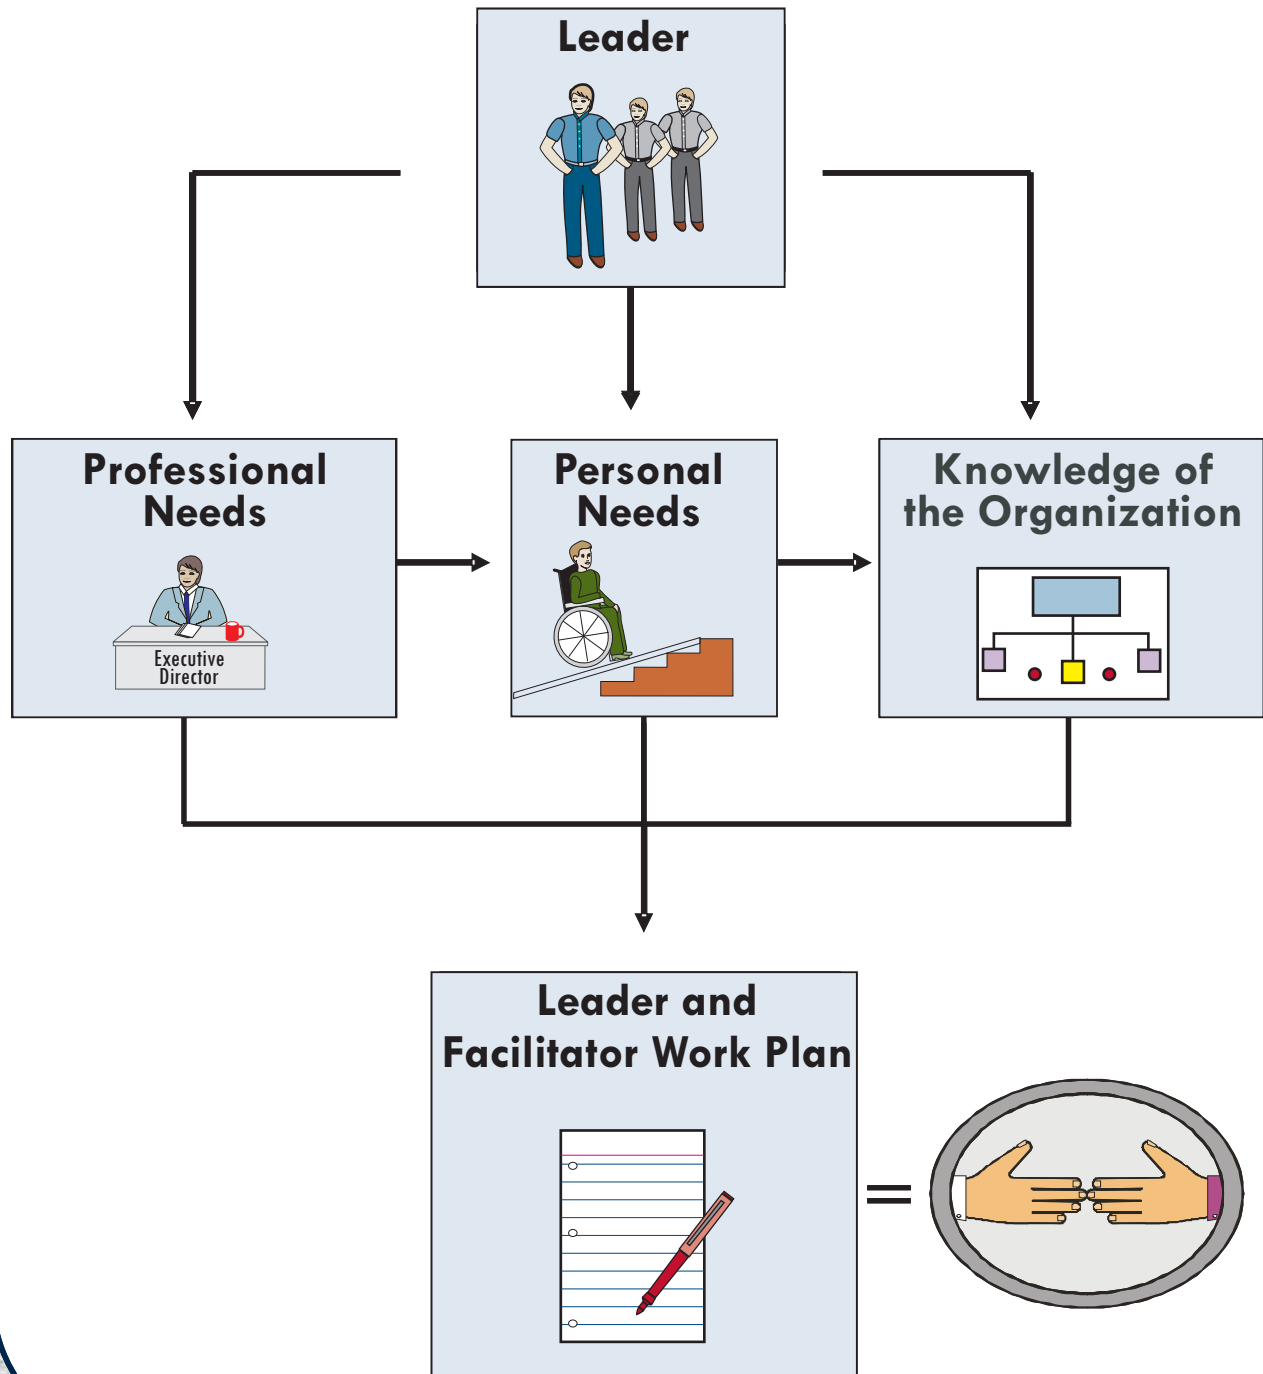 Leader
Professional
Needs
Executive
Director
Personal
Needs
Knowledge of
the Organization
Leader and
Facilitator Work Plan
=